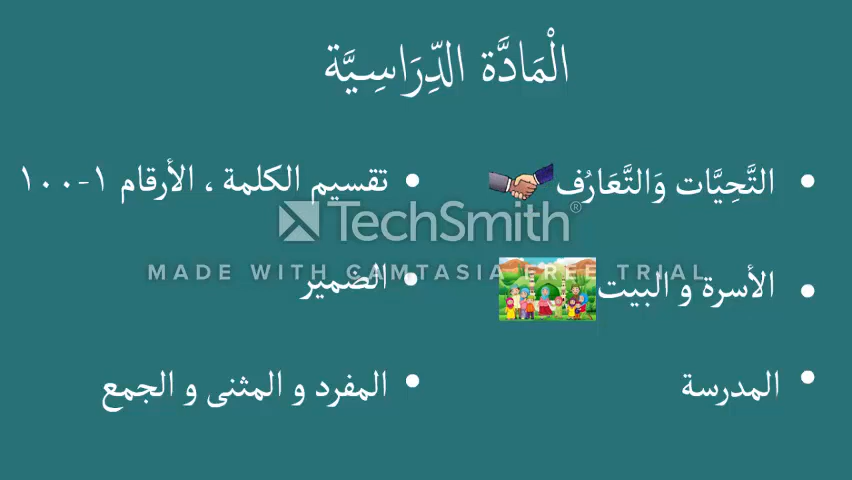 الْمَادَّة الدِّرَاسِيَّة
• التَّحِيَّات وَالتَّعَارُف
• تقسيم الكلمة ، الأرقام ١-١٠٠
TechSmith®
MADE WITH CAMTASIA FREE TRIAL
• الأسرة و البيت
• الضمير
• المدرسة
• المفرد و المثنى و الجمع